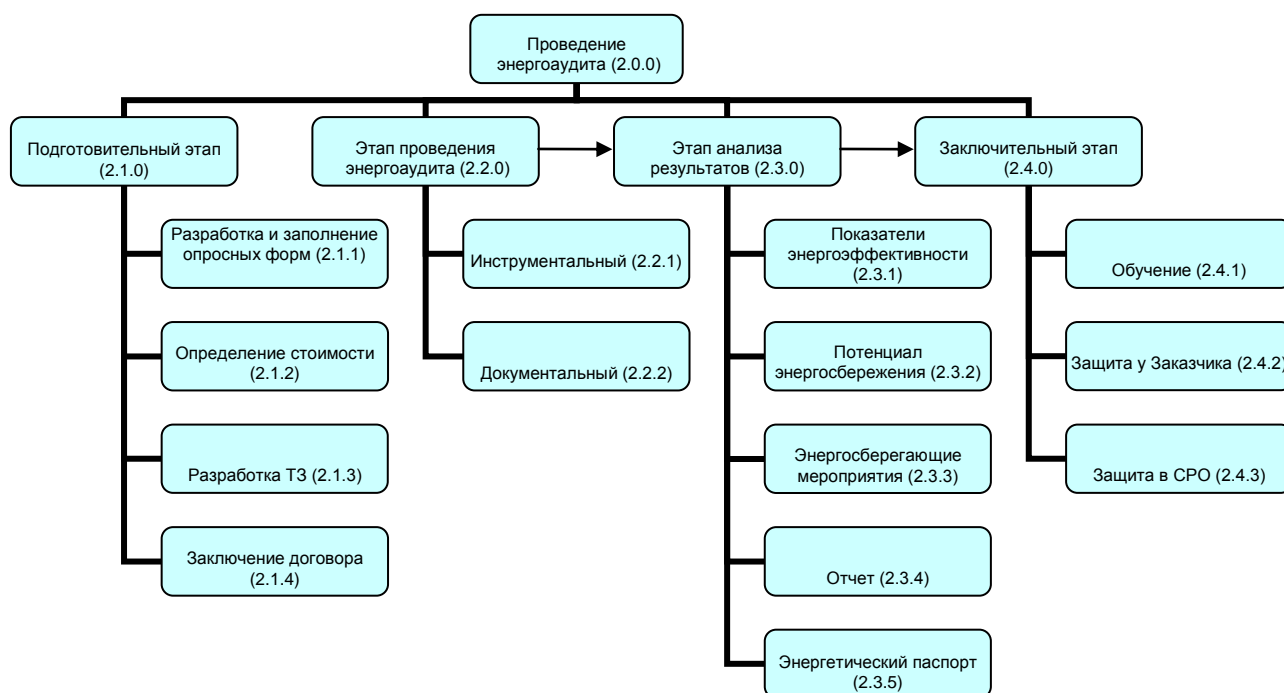 Проведение
энергоаудита (2.0.0)
Подготовительный этап
(2.1.0)
Этап проведения
энергоаудита (2.2.0)
Этап анализа
результатов (2.3.0)
Заключительный этап
(2.4.0)
Разработка и заполнение
опросных форм (2.1.1)
Определение стоимости
(2.1.2)
Разработка ТЗ (2.1.3)
Заключение договора
(2.1.4)
Инструментальный (2.2.1)
Документальный (2.2.2)
Показатели
энергоэффективности
(2.3.1)
Потенциал
энергосбережения (2.3.2)
Энергосберегающие
мероприятия (2.3.3)
Отчет (2.3.4)
Энергетический паспорт
(2.3.5)
Обучение (2.4.1)
Защита у Заказчика (2.4.2)
Защита в СРО (2.4.3)